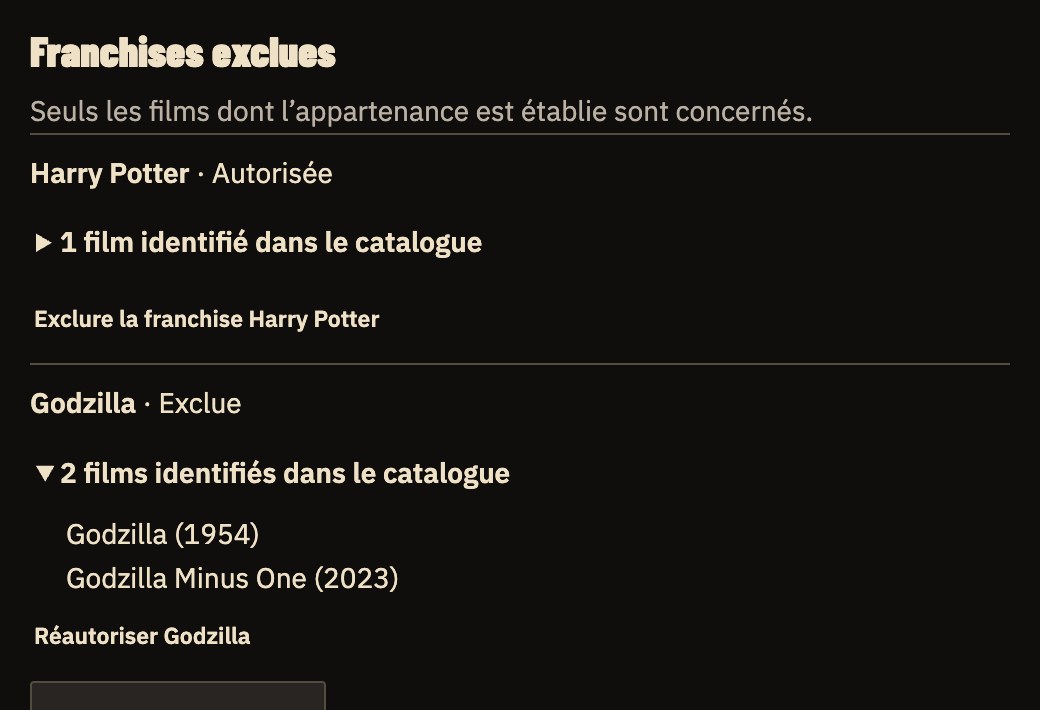 Franchises exclues
Seuls les films dont l’appartenance est établie sont concernés.
Harry Potter · Autorisée
▶ 1 film identifié dans le catalogue
Exclure la franchise Harry Potter
Godzilla · Exclue
▼ 2 films identifiés dans le catalogue
Godzilla (1954)
Godzilla Minus One (2023)
Réautoriser Godzilla